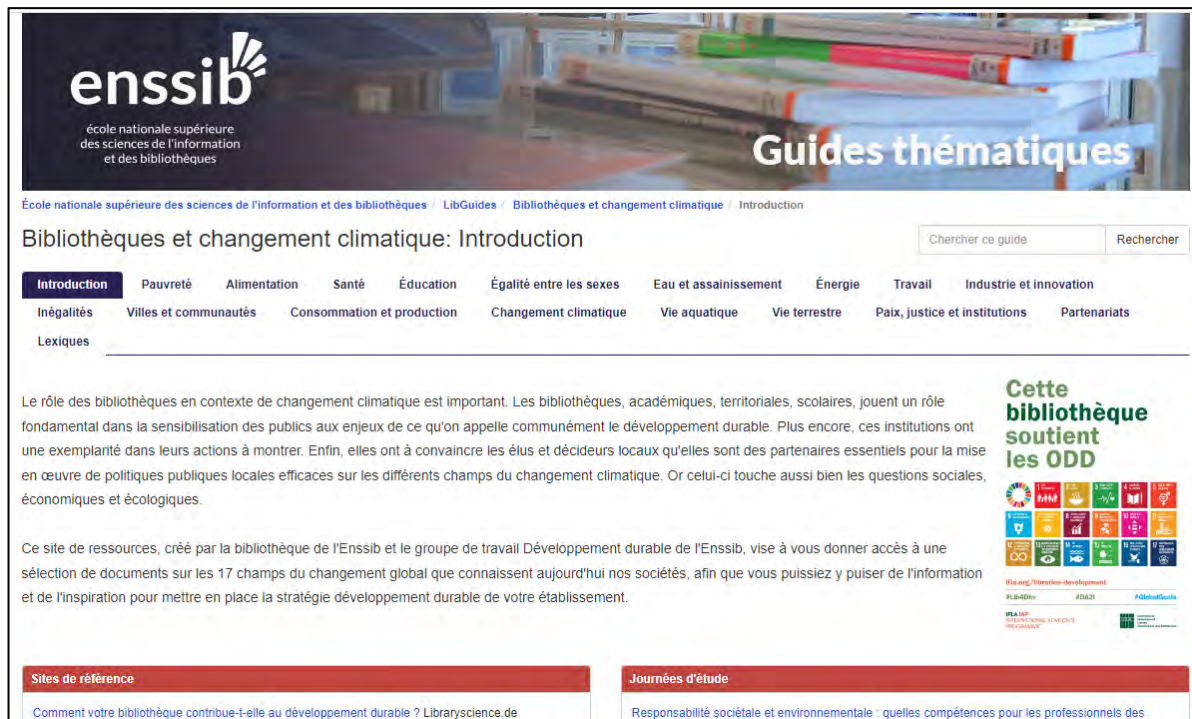 enssib
école nationale supérieure
des sciences de l'information
et des bibliothèques
Guides thématiques
École nationale supérieure des sciences de l'information et des bibliothèques / LibGuides / Bibliothèques et changement climatique / Introduction
Bibliothèques et changement climatique: Introduction
Chercher ce guide
Rechercher
Introduction Pauvreté Alimentation Santé Éducation Égalité entre les sexes Eau et assainissement Énergie Travail Industrie et innovation
Inégalités Villes et communautés Consommation et production Changement climatique Vie aquatique Vie terrestre Paix, justice et institutions Partenariats
Lexiques
Le rôle des bibliothèques en contexte de changement climatique est important. Les bibliothèques, académiques, territoriales, scolaires, jouent un rôle
fondamental dans la sensibilisation des publics aux enjeux de ce qu'on appelle communément le développement durable. Plus encore, ces institutions ont
une exemplarité dans leurs actions à montrer. Enfin, elles ont à convaincre les élus et décideurs locaux qu'elles sont des partenaires essentiels pour la mise
en œuvre de politiques publiques locales efficaces sur les différents champs du changement climatique. Or celui-ci touche aussi bien les questions sociales,
économiques et écologiques.
Ce site de ressources, créé par la bibliothèque de l'Enssib et le groupe de travail Développement durable de l'Enssib, vise à vous donner accès à une
sélection de documents sur les 17 champs du changement global que connaissent aujourd'hui nos sociétés, afin que vous puissiez y puiser de l'information
et de l'inspiration pour mettre en place la stratégie développement durable de votre établissement.
Cette
bibliothèque
soutient
les ODD
ifla.org/libraries-development
#Lib4Dev #DA2I #GlobalGoals
Sites de référence
Comment votre bibliothèque contribue-t-elle au développement durable ? Libraryscience.de
Journées d'étude
Responsabilité sociétale et environnementale : quelles compétences pour les professionnels des